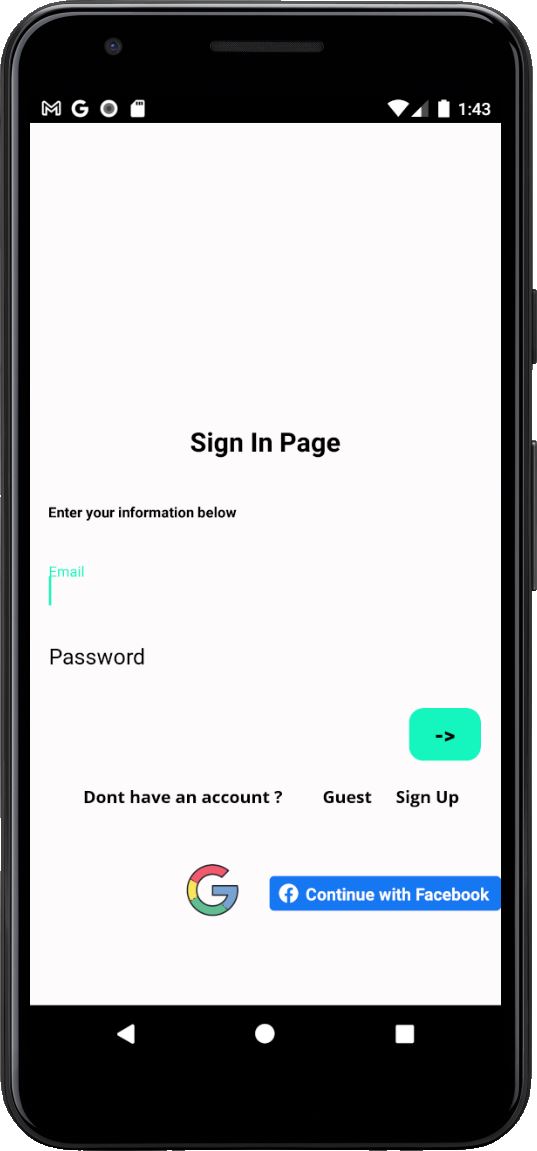 1:43
Sign In Page
Enter your information below
Email
Password
->
Dont have an account ? Guest Sign Up
G Continue with Facebook